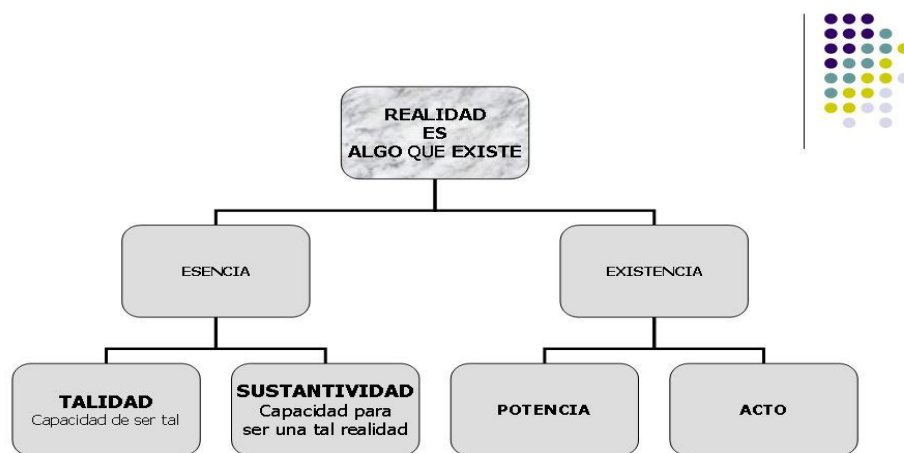 REALIDAD
ES
ALGO QUE EXISTE
ESENCIA
EXISTENCIA
TALIDAD
Capacidad de ser tal
SUSTANTIVIDAD
Capacidad para
ser una tal realidad
POTENCIA
ACTO